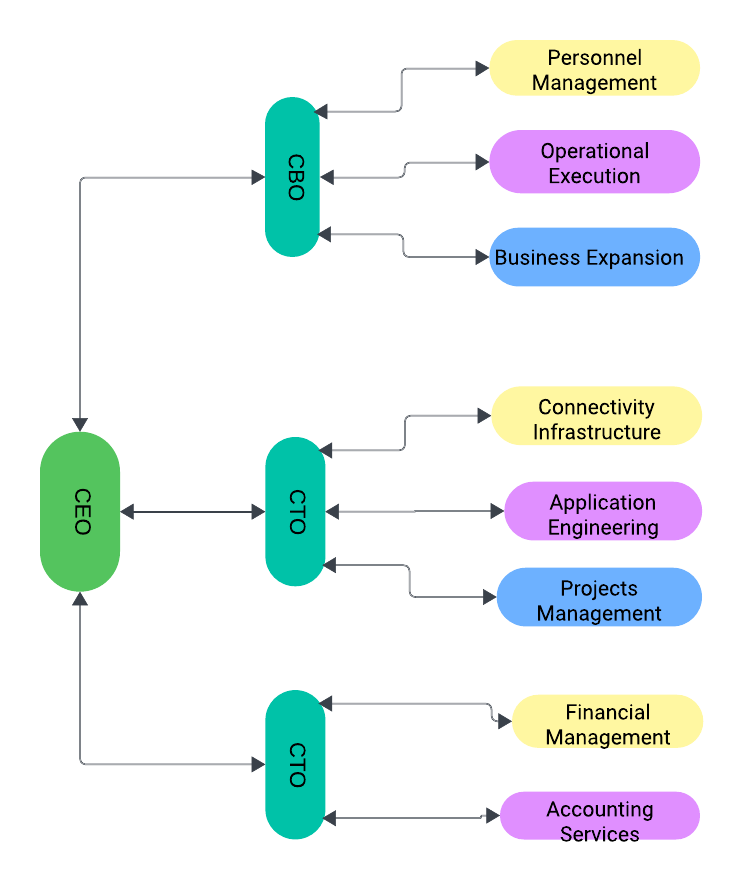 Personnel
Management
CBO
Operational
Execution
Business Expansion
Connectivity
Infrastructure
CEO
CTO
Application
Engineering
Projects
Management
Financial
Management
CTO
Accounting
Services